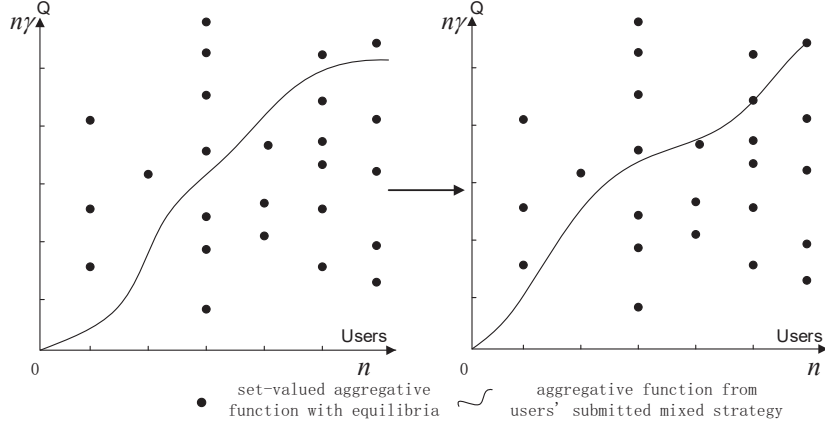 Q
nγ
Users
0
n
Q
nγ
Users
0
n
set-valued aggregative
function with equilibria
aggregative function from
users' submitted mixed strategy